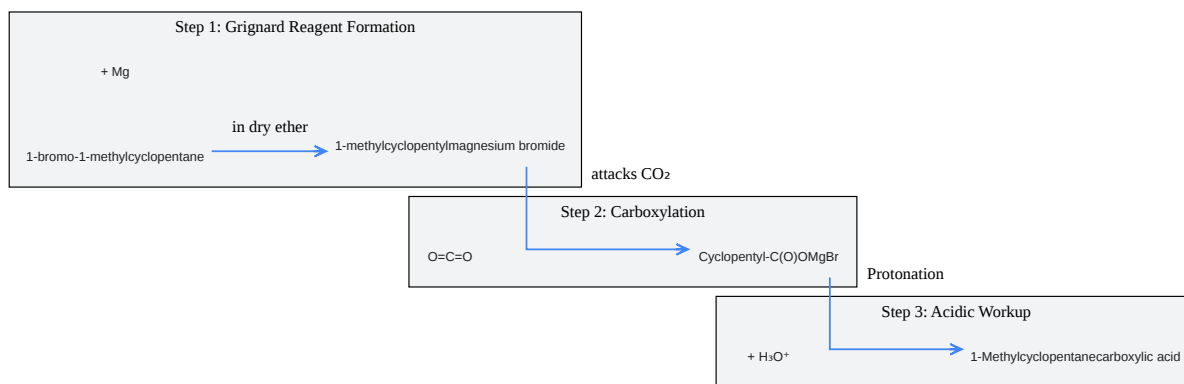 Step 1: Grignard Reagent Formation
+ Mg
in dry ether
1-bromo-1-methylcyclopentane
1-methylcyclopentylmagnesium bromide
attacks CO₂
Step 2: Carboxylation
O=C=O
Cyclopentyl-C(O)OMgBr
Protonation
Step 3: Acidic Workup
+ H₃O⁺
1-Methylcyclopentanecarboxylic acid